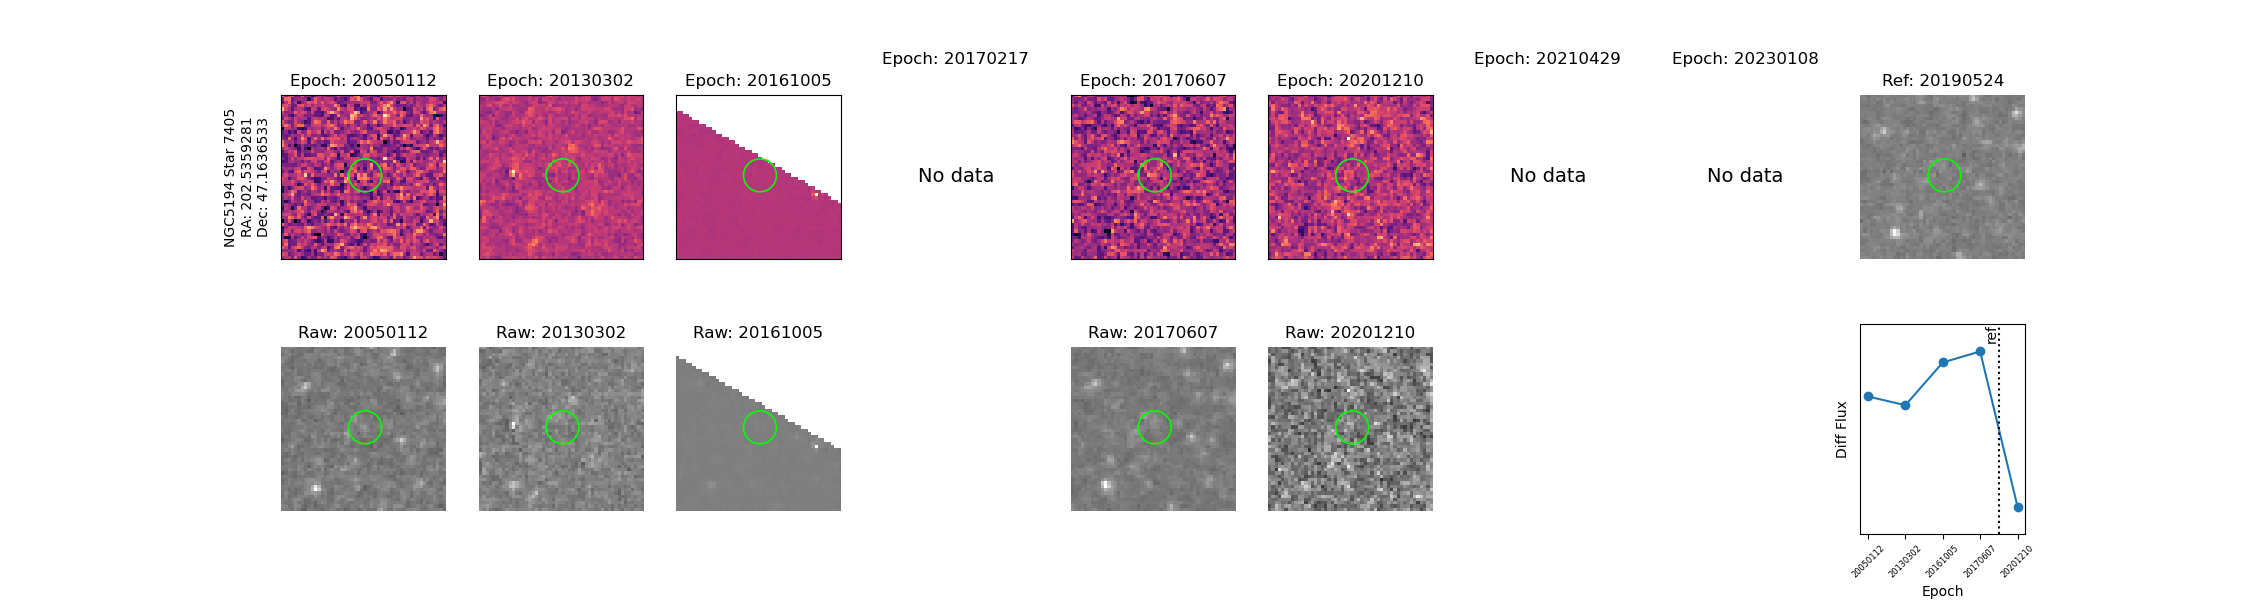 Epoch: 20170217
Epoch: 20210429
Epoch: 20230108
Epoch: 20050112
Epoch: 20130302
Epoch: 20161005
Epoch: 20170607
Epoch: 20201210
Ref: 20190524
NGC5194 Star 7405
RA: 202.5359281
Dec: 47.1636533
No data
No data
No data
Raw: 20050112
Raw: 20130302
Raw: 20161005
Raw: 20170607
Raw: 20201210
ref
Diff Flux
20050112
20130302
20161005
20170607
20201210
Epoch